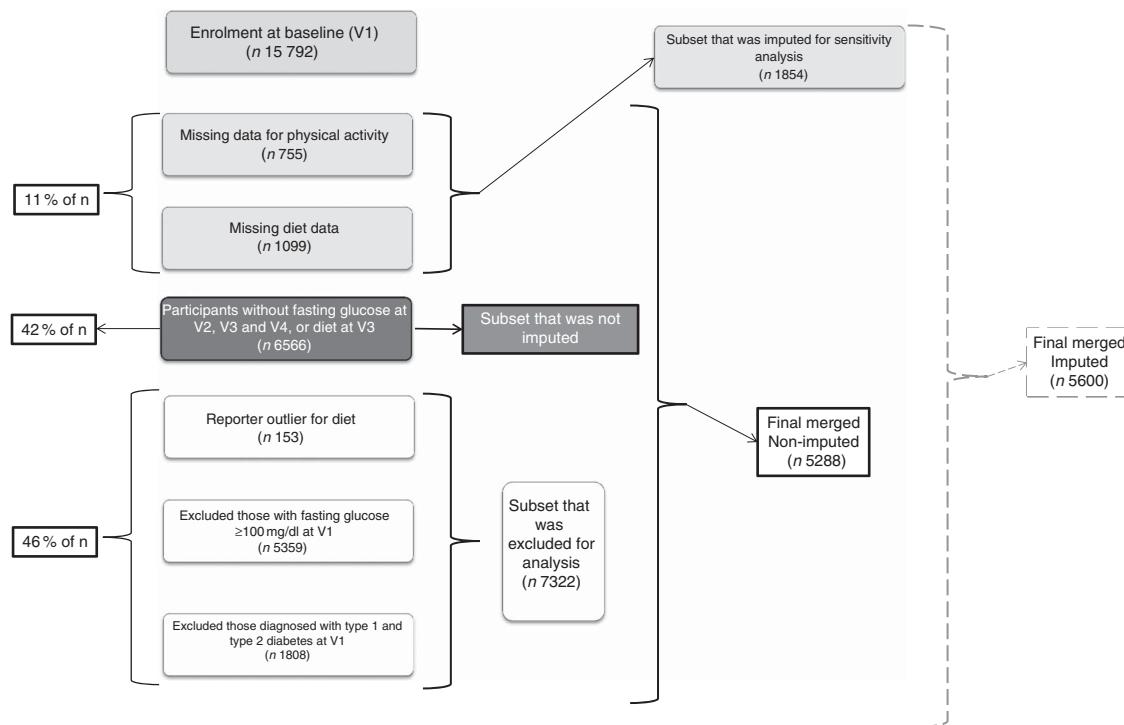 Enrolment at baseline (V1)
(n 15 792)
Subset that was imputed for sensitivity
analysis
(n 1854)
Missing data for physical activity
(n 755)
11 % of n
Missing diet data
(n 1099)
Participants without fasting glucose at
V2, V3 and V4, or diet at V3
(n 6566)
42 % of n
Subset that was not
imputed
Final merged
Imputed
(n 5600)
Reporter outlier for diet
(n 153)
Final merged
Non-imputed
(n 5288)
46 % of n
Excluded those with fasting glucose
≥100 mg/dl at V1
(n 5359)
Subset that
was
excluded for
analysis
(n 7322)
Excluded those diagnosed with type 1 and
type 2 diabetes at V1
(n 1808)